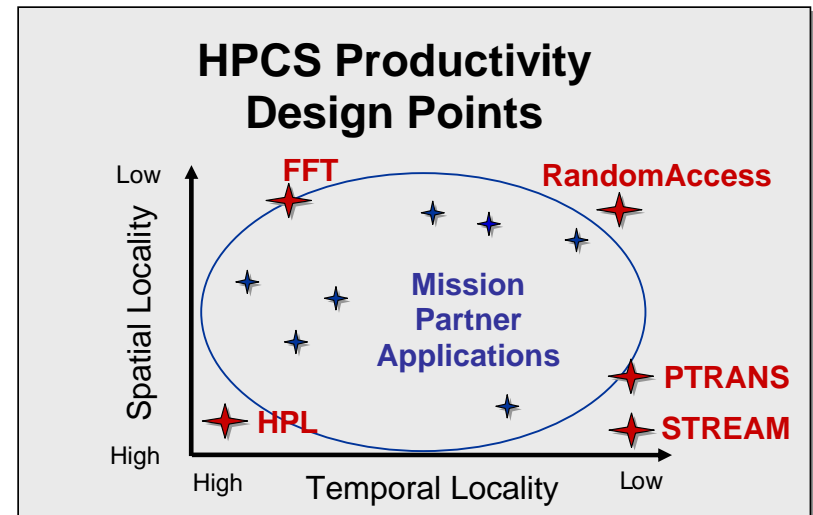 HPCS Productivity
Design Points
Low
FFT
RandomAccess
Spatial Locality
Mission
Partner
Applications
PTRANS
HPL
STREAM
High
High
Temporal Locality
Low